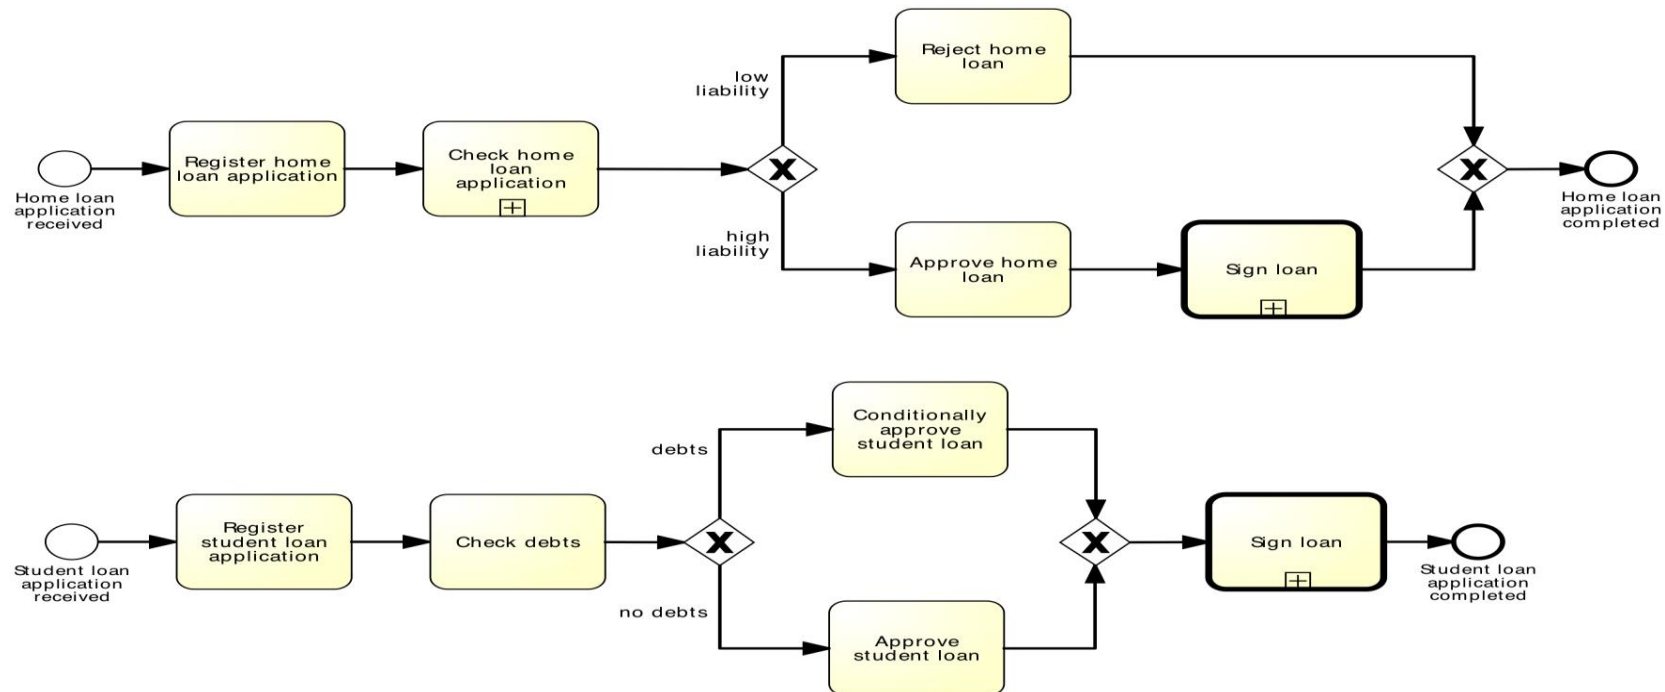 Home loan
application
received
Register home
loan application
Check home
loan
application
low
liability
high
liability
Reject home
loan
Approve home
loan
Sign loan
Home loan
application
completed
Student loan
application
received
Register
student loan
application
Check debts
debts
no debts
Conditionally
approve
student loan
Approve
student loan
Sign loan
Student loan
application
completed